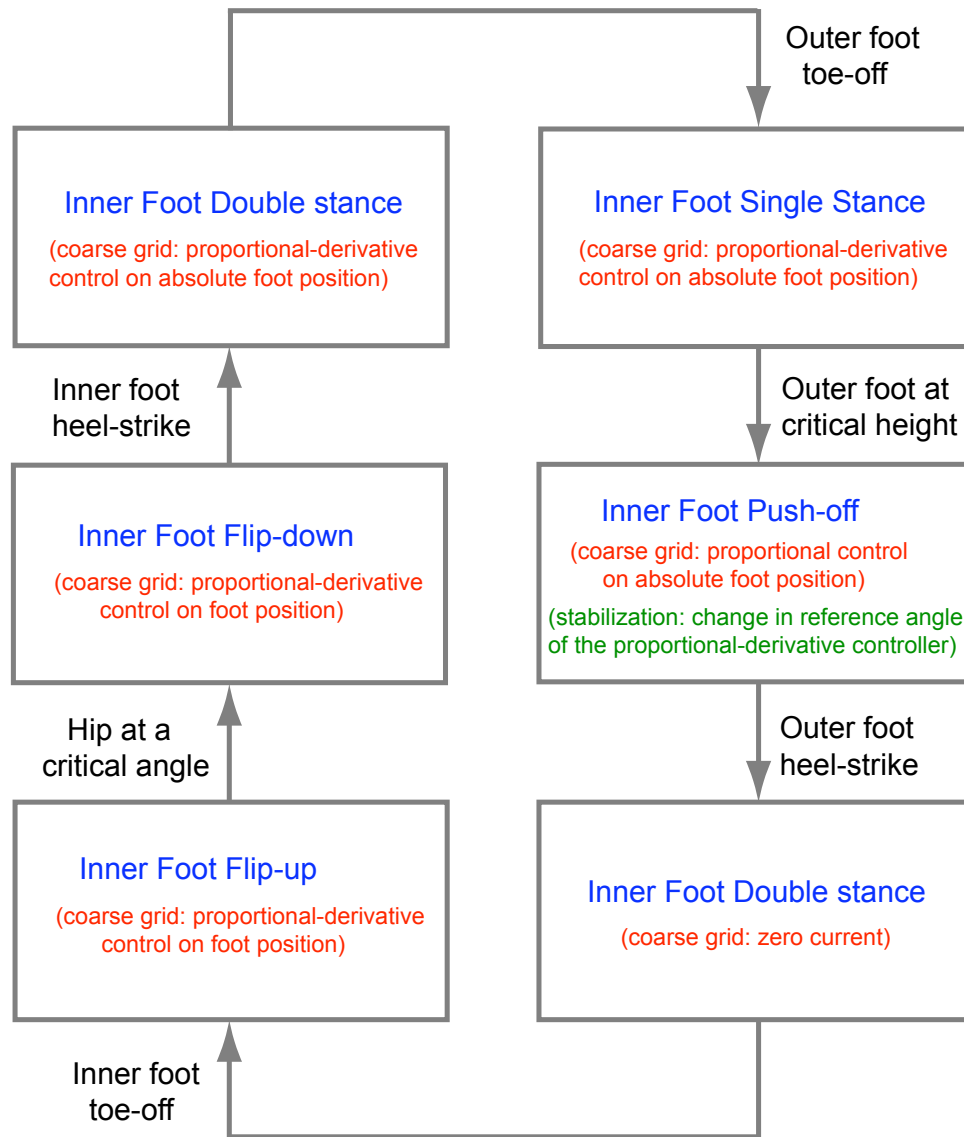 Outer foot
toe-off
Inner Foot Double stance
(coarse grid: proportional-derivative
control on absolute foot position)
Inner Foot Single Stance
(coarse grid: proportional-derivative
control on absolute foot position)
Inner foot
heel-strike
Outer foot at
critical height
Inner Foot Flip-down
(coarse grid: proportional-derivative
control on foot position)
Inner Foot Push-off
(coarse grid: proportional control
on absolute foot position)
(stabilization: change in reference angle
of the proportional-derivative controller)
Hip at a
critical angle
Outer foot
heel-strike
Inner Foot Flip-up
(coarse grid: proportional-derivative
control on foot position)
Inner Foot Double stance
(coarse grid: zero current)
Inner foot
toe-off